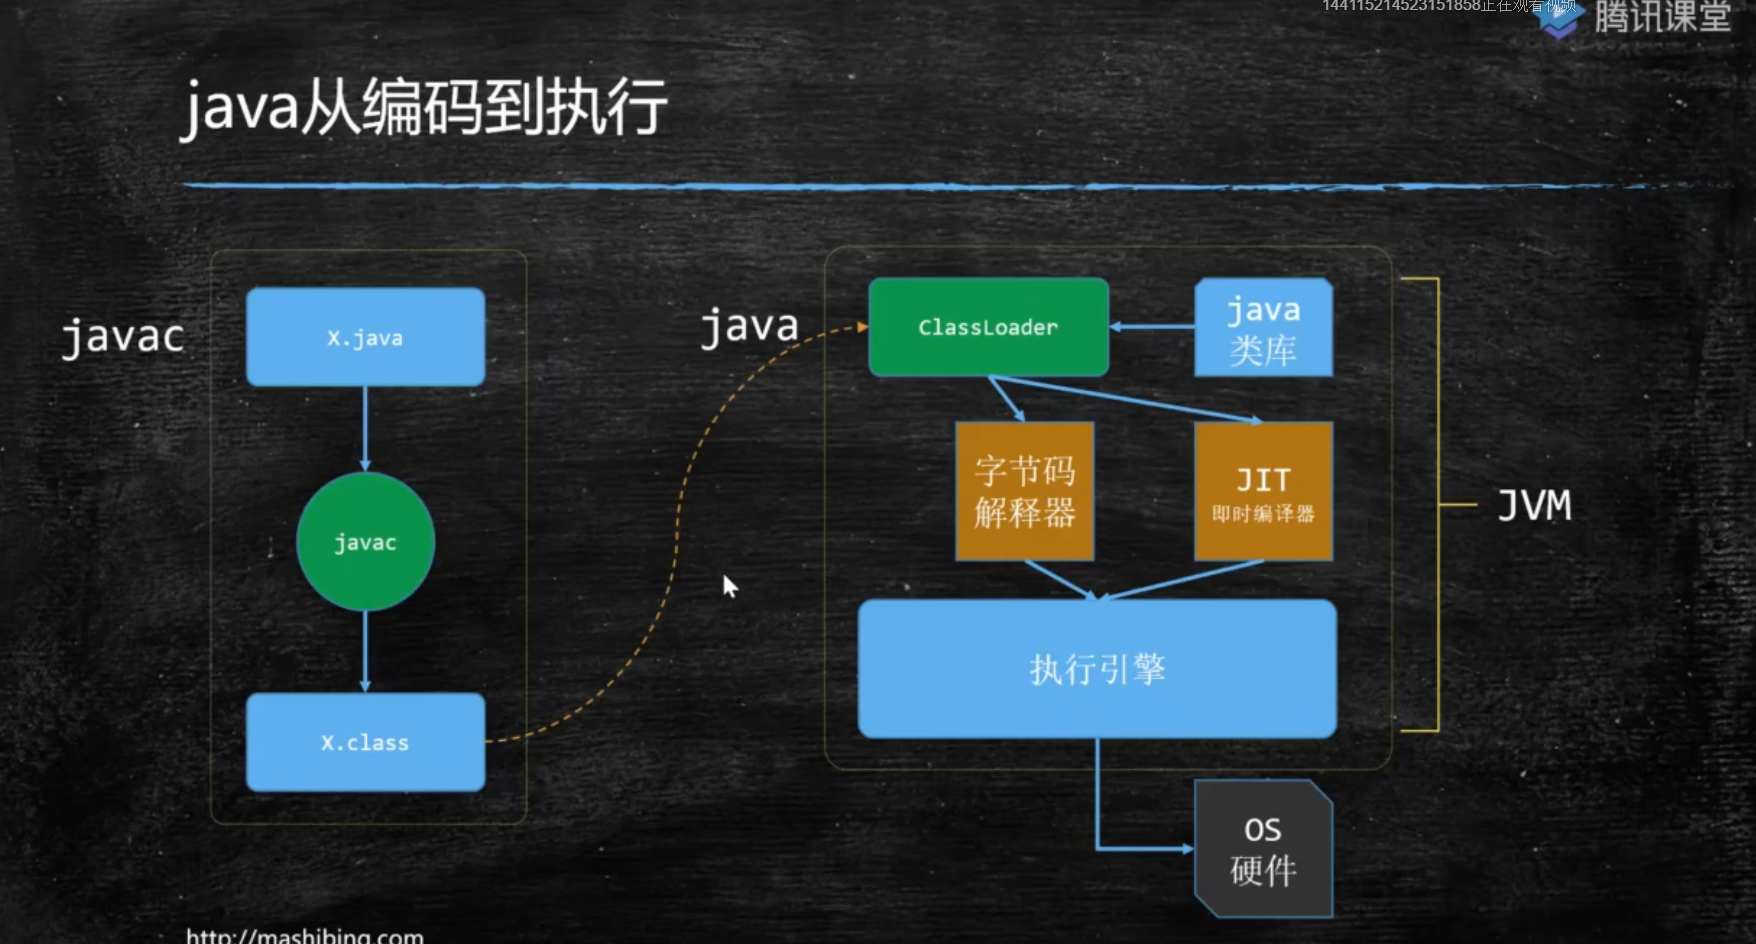 144115214523151858正在观看视频
腾讯课堂
java从编码到执行
javac
X.java
javac
X.class
java
ClassLoader
java
类库
字节码
解释器
JIT
即时编译器
执行引擎
JVM
OS
硬件
http://mashibing.com